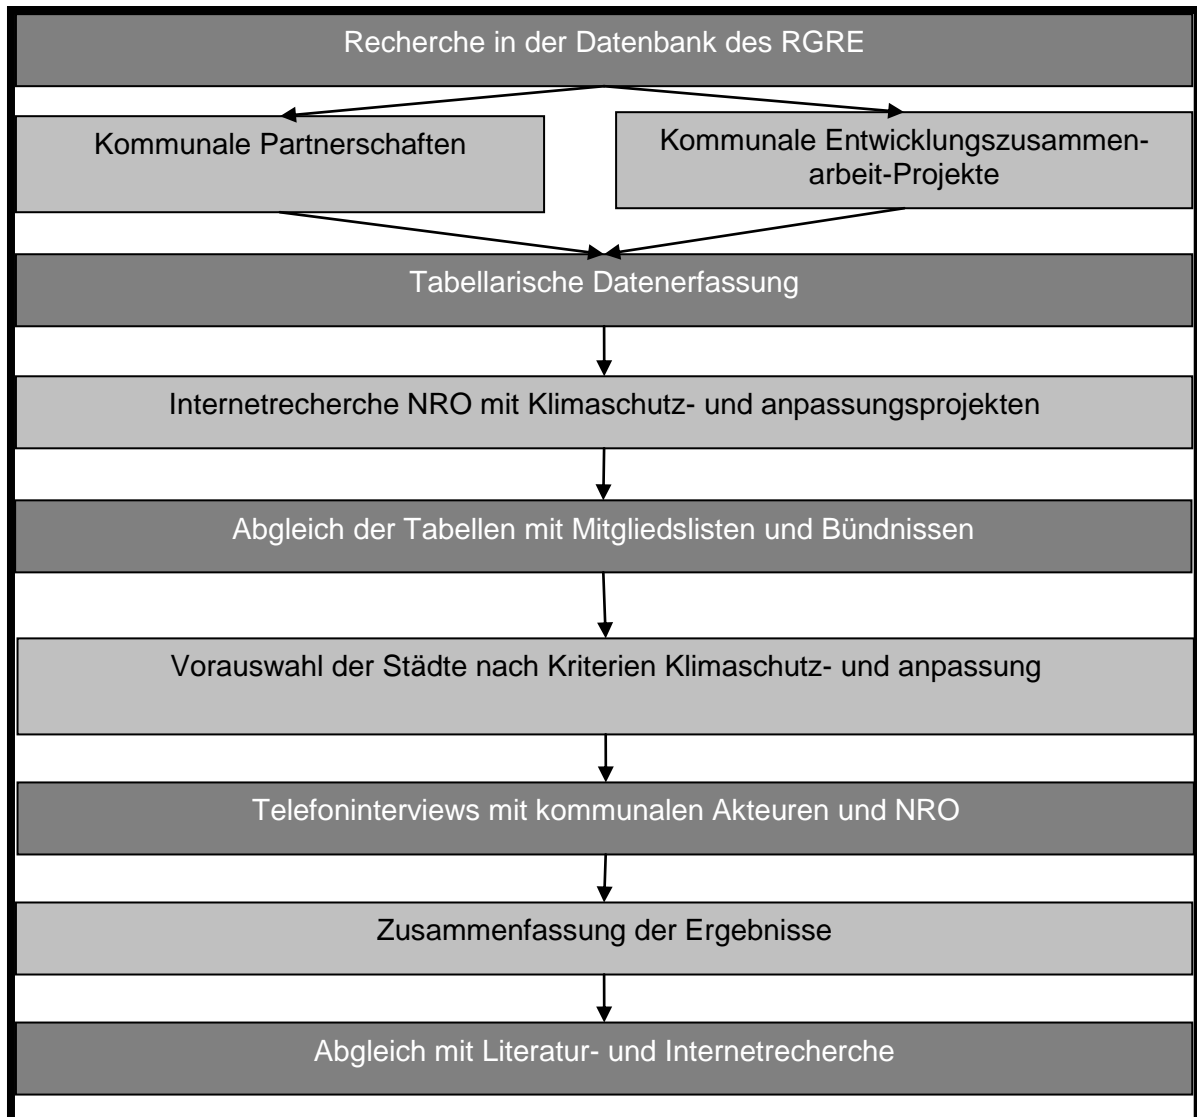 Recherche in der Datenbank des RGRE
Kommunale Partnerschaften
Kommunale Entwicklungszusammen-
arbeit-Projekte
Tabellarische Datenerfassung
Internetrecherche NRO mit Klimaschutz- und anpassungsprojekten
Abgleich der Tabellen mit Mitgliedslisten und Bündnissen
Vorauswahl der Städte nach Kriterien Klimaschutz- und anpassung
Telefoninterviews mit kommunalen Akteuren und NRO
Zusammenfassung der Ergebnisse
Abgleich mit Literatur- und Internetrecherche